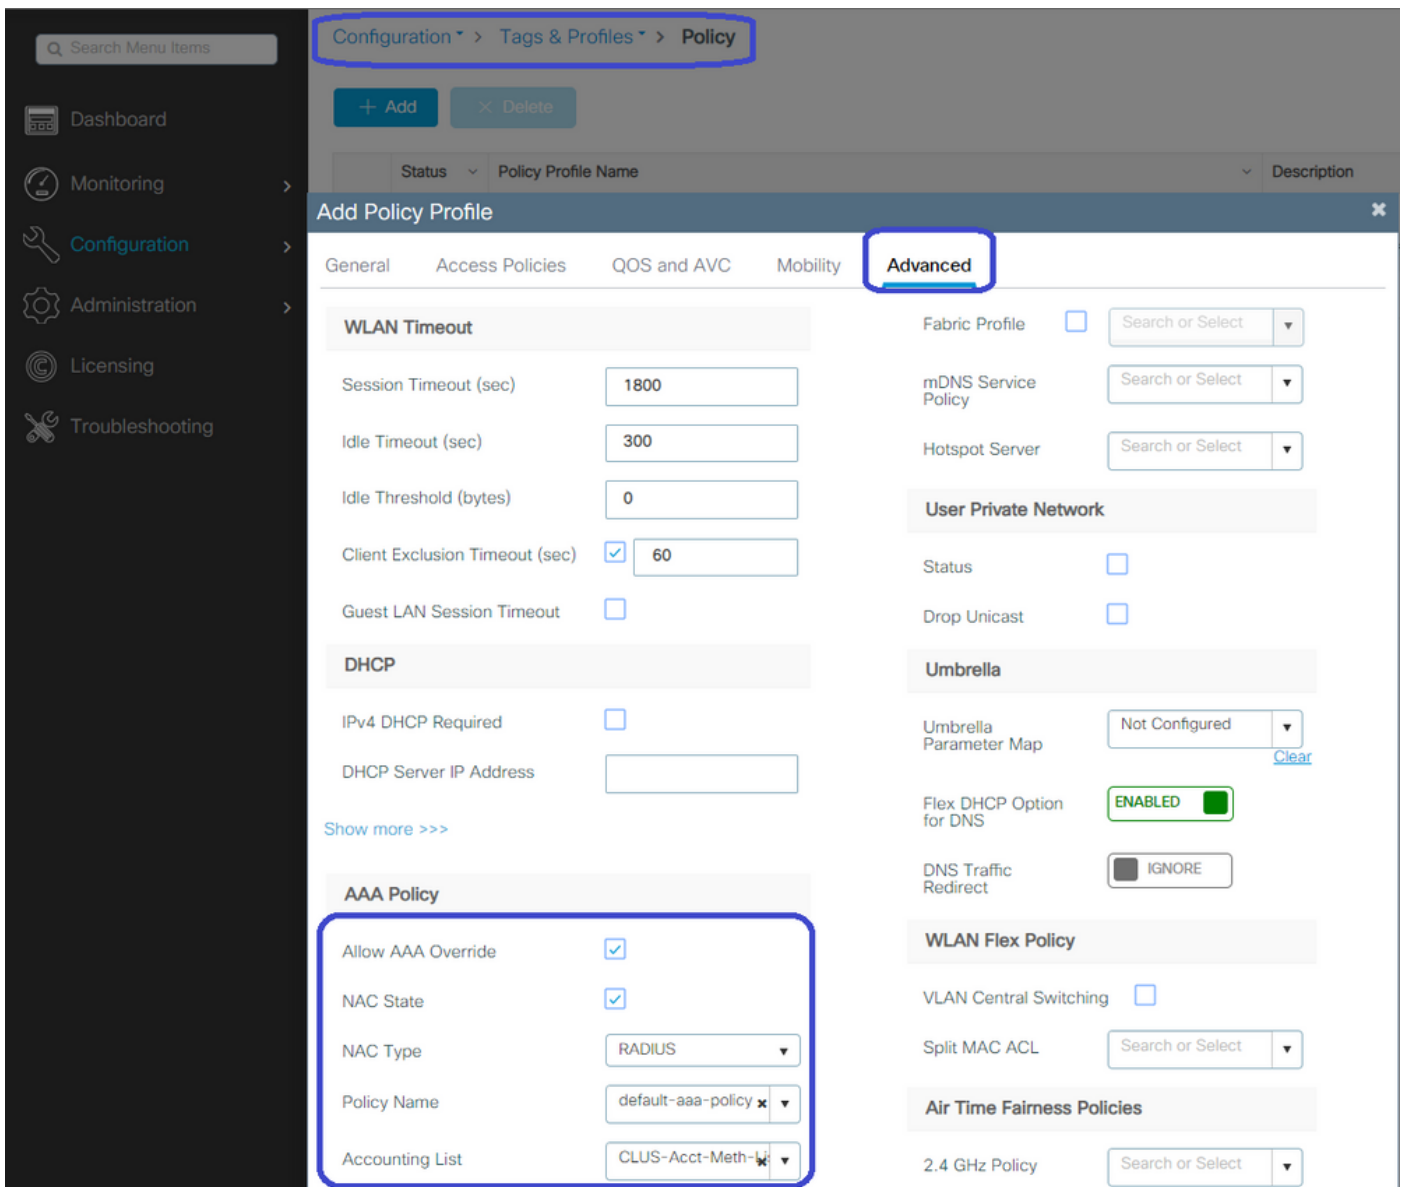 Search Menu Items
Dashboard
Monitoring
Configuration
Administration
Licensing
Troubleshooting
Configuration > Tags & Profiles > Policy
+ Add × Delete
Status Policy Profile Name Description
Add Policy Profile
General Access Policies QOS and AVC Mobility Advanced
WLAN Timeout
Session Timeout (sec) 1800
Idle Timeout (sec) 300
Idle Threshold (bytes) 0
Client Exclusion Timeout (sec) 60
Guest LAN Session Timeout
DHCP
IPv4 DHCP Required
DHCP Server IP Address
Show more >>>
AAA Policy
Allow AAA Override
NAC State
NAC Type RADIUS
Policy Name default-aaa-policy
Accounting List CLUS-Acct-Meth-Li
Fabric Profile Search or Select
mDNS Service
Policy Search or Select
Hotspot Server Search or Select
User Private Network
Status
Drop Unicast
Umbrella
Umbrella
Parameter Map Not Configured
Clear
Flex DHCP Option
for DNS ENABLED
DNS Traffic
Redirect IGNORE
WLAN Flex Policy
VLAN Central Switching
Split MAC ACL Search or Select
Air Time Fairness Policies
2.4 GHz Policy Search or Select